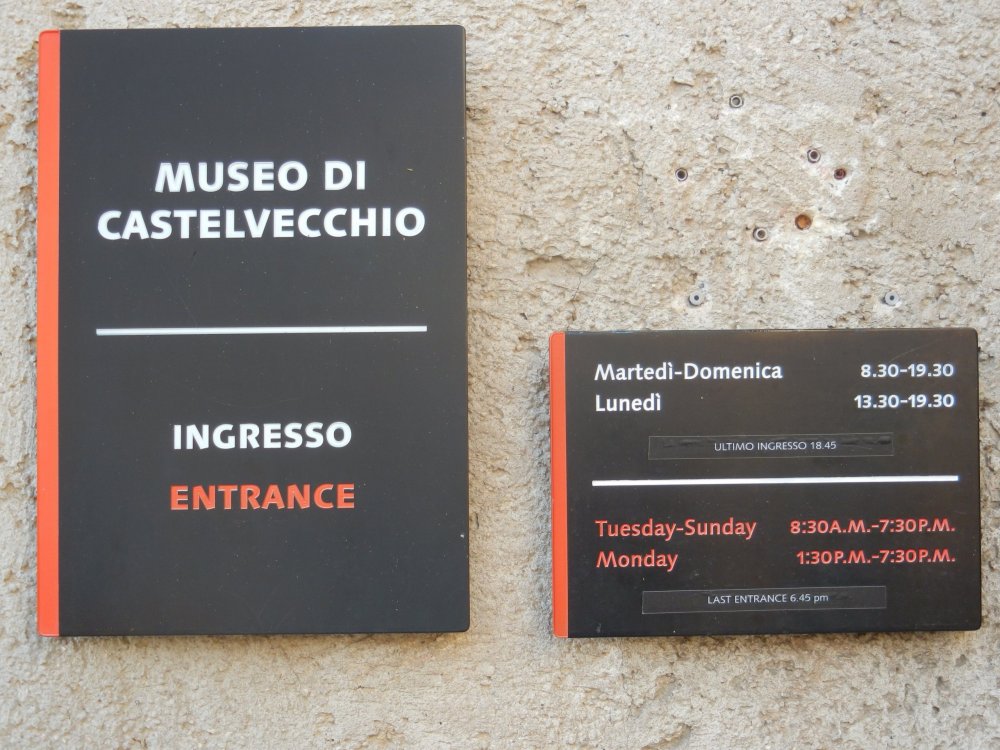 MUSEO DI
CASTELVECCHIO
INGRESSO
ENTRANCE
Martedì-Domenica 8.30-19.30
Lunedì 13.30-19.30
ULTIMO INGRESSO 18.45
Tuesday-Sunday 8:30A.M.-7:30P.M.
Monday 1:30P.M.-7:30P.M.
LAST ENTRANCE 6.45 pm